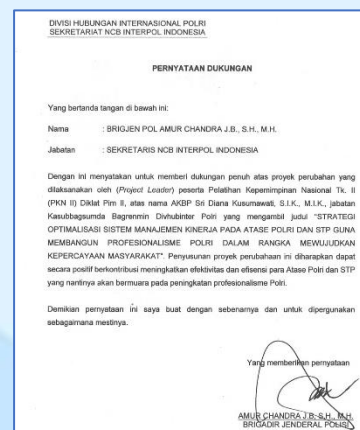 DIVISI HUBUNGAN INTERNASIONAL POLRI
SEKRETARIAT NCB INTERPOL INDONESIA
PERNYATAAN DUKUNGAN
Yang bertanda tangan di bawah ini:
Nama : BRIGJEN POL AMUR CHANDRA J.B., S.H., M.H.
Jabatan : SEKRETARIS NCB INTERPOL INDONESIA
Dengan ini menyatakan untuk memberi dukungan penuh atas proyek perubahan yang
dilaksanakan oleh (Project Leader) peserta Pelatihan Kepemimpinan Nasional Tk. II
(PKN II) Diklat Pim II, atas nama AKBP Sri Diana Kusumawati, S.I.K., M.I.K., jabatan
Kasubbagsumda Bagrenmin Divhubinter Polri yang mengambil judul "STRATEGI
OPTIMALISASI SISTEM MANAJEMEN KINERJA PADA ATASE POLRI DAN STP GUNA
MEMBANGUN PROFESIONALISME POLRI DALAM RANGKA MEWUJUDKAN
KEPERCAYAAN MASYARAKAT". Penyusunan proyek perubahaan ini diharapkan dapat
secara positif berkontribusi meningkatkan efektivitas dan efisensi para Atase Polri dan STP
yang nantinya akan bermuara pada peningkatan profesionalisme Polri.
Demikian pernyataan ini saya buat dengan sebenarnya dan untuk dipergunakan
sebagaimana mestinya.
Yang memberikan pernyataan
AMUR CHANDRA J.B., S.H., M.H.
BRIGADIR JENDERAL POLISI